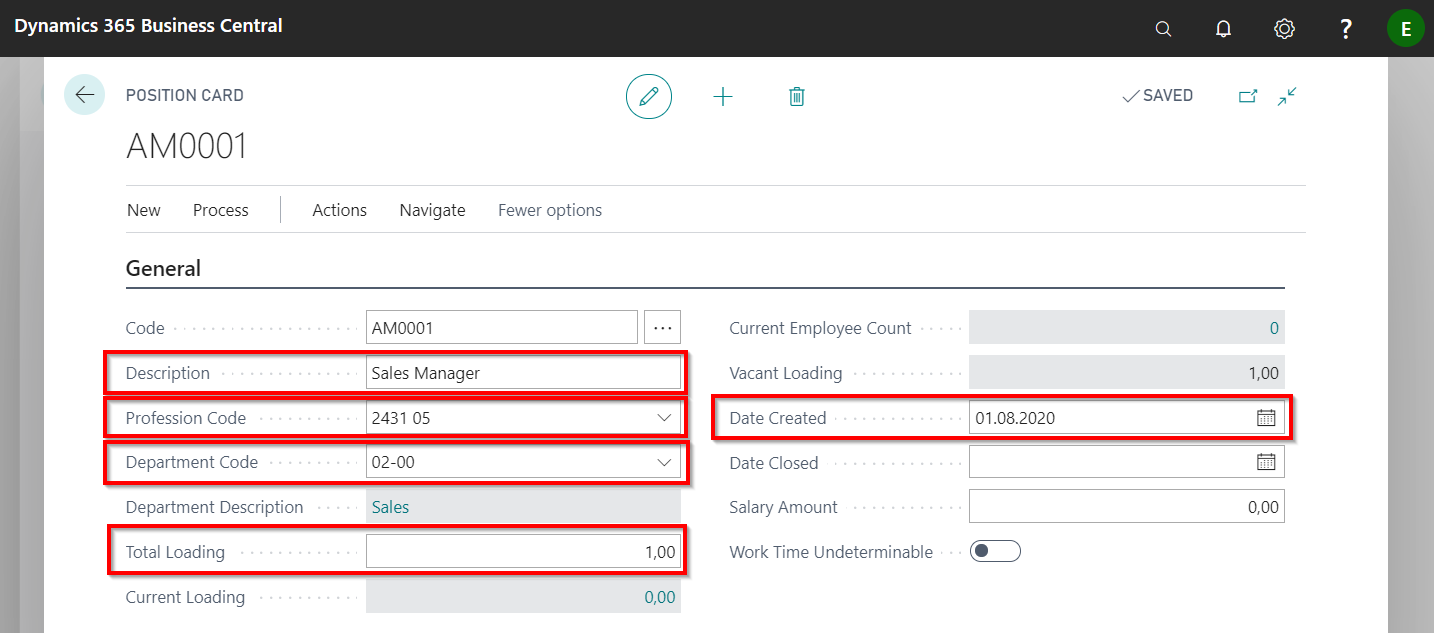 Dynamics 365 Business Central
? E
POSITION CARD
SAVED
AM0001
New Process Actions Navigate Fewer options
General
Code AM0001 ...
Description Sales Manager
Profession Code 2431 05
Department Code 02-00
Department Description Sales
Total Loading 1,00
Current Loading 0,00
Current Employee Count 0
Vacant Loading 1,00
Date Created 01.08.2020
Date Closed
Salary Amount 0,00
Work Time Undeterminable